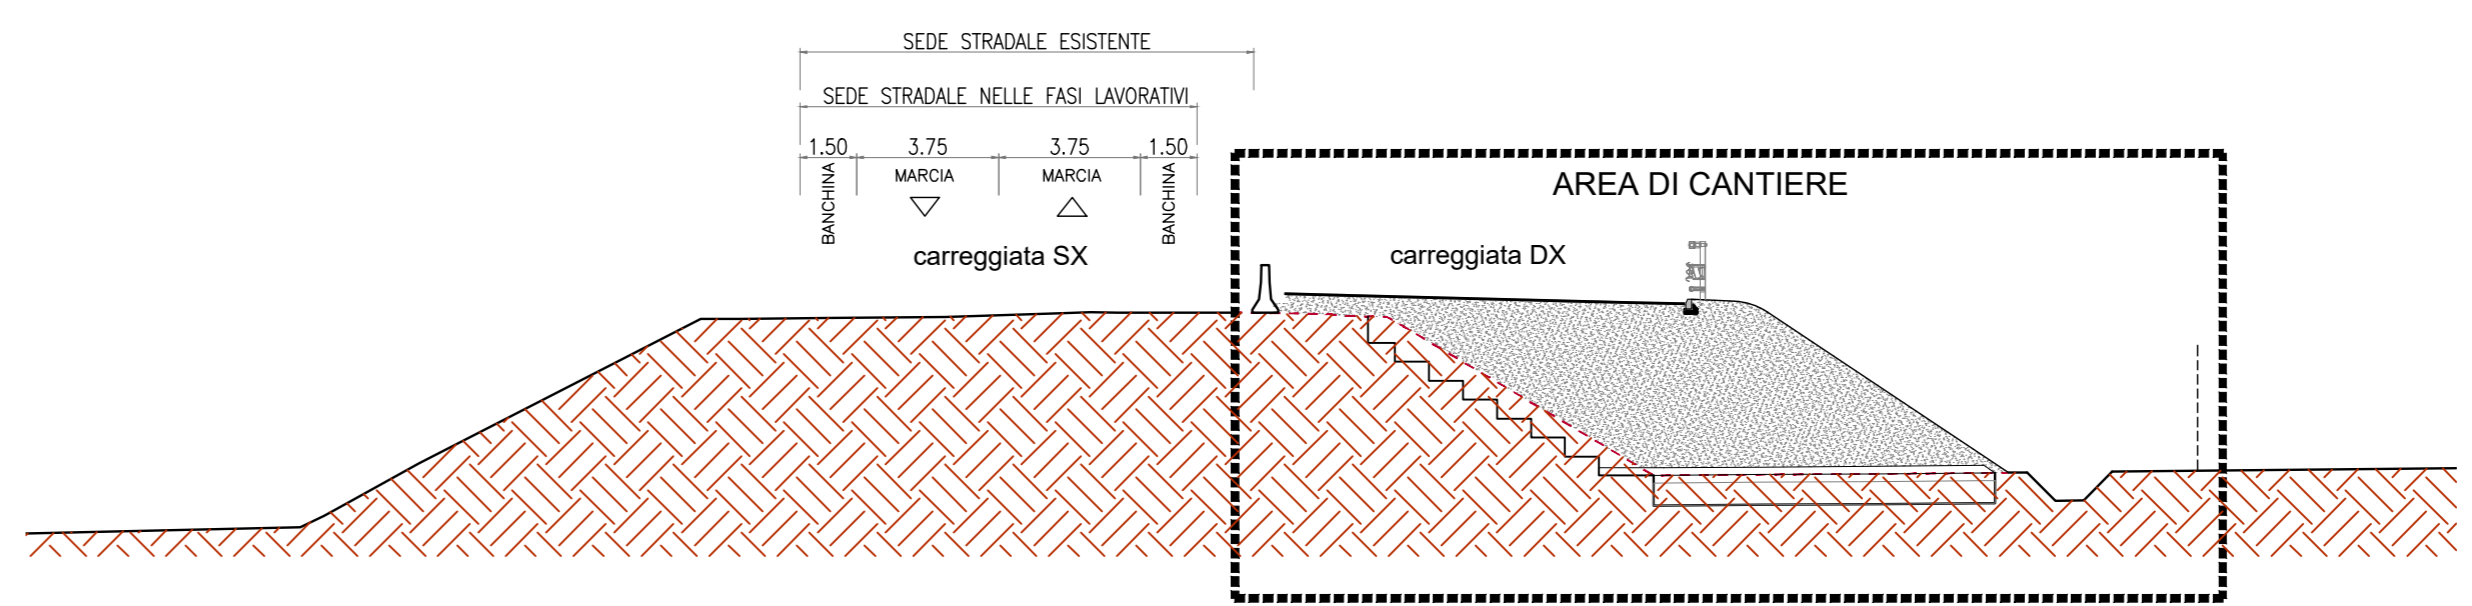 SEDE STRADALE ESISTENTE
SEDE STRADALE NELLE FASI LAVORATIVI
1.50 3.75 3.75 1.50
BANCHINA MARCIA MARCIA BANCHINA
AREA DI CANTIERE
carreggiata SX carreggiata DX